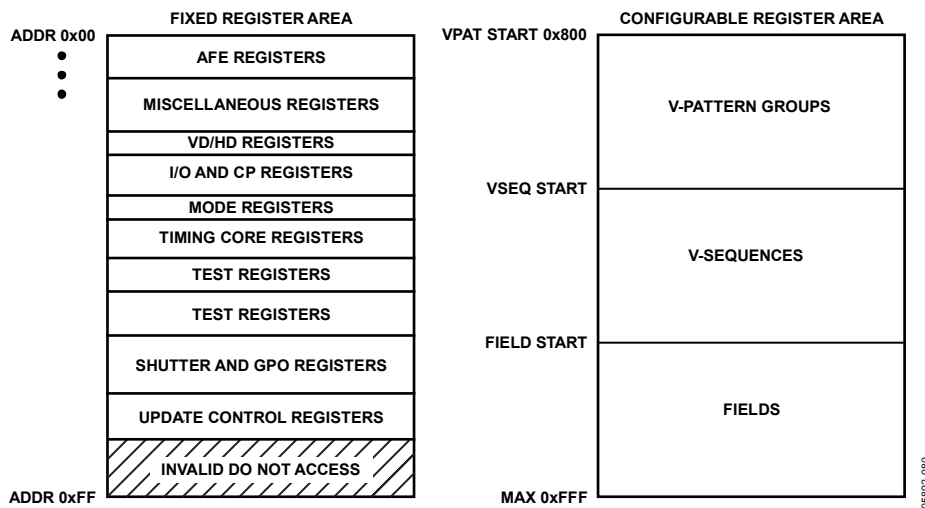 FIXED REGISTER AREA
ADDR 0x00
AFE REGISTERS
MISCELLANEOUS REGISTERS
VD/HD REGISTERS
I/O AND CP REGISTERS
MODE REGISTERS
TIMING CORE REGISTERS
TEST REGISTERS
TEST REGISTERS
SHUTTER AND GPO REGISTERS
UPDATE CONTROL REGISTERS
INVALID DO NOT ACCESS
ADDR 0xFF
CONFIGURABLE REGISTER AREA
VPAT START 0x800
V-PATTERN GROUPS
VSEQ START
V-SEQUENCES
FIELD START
FIELDS
MAX 0xFFF